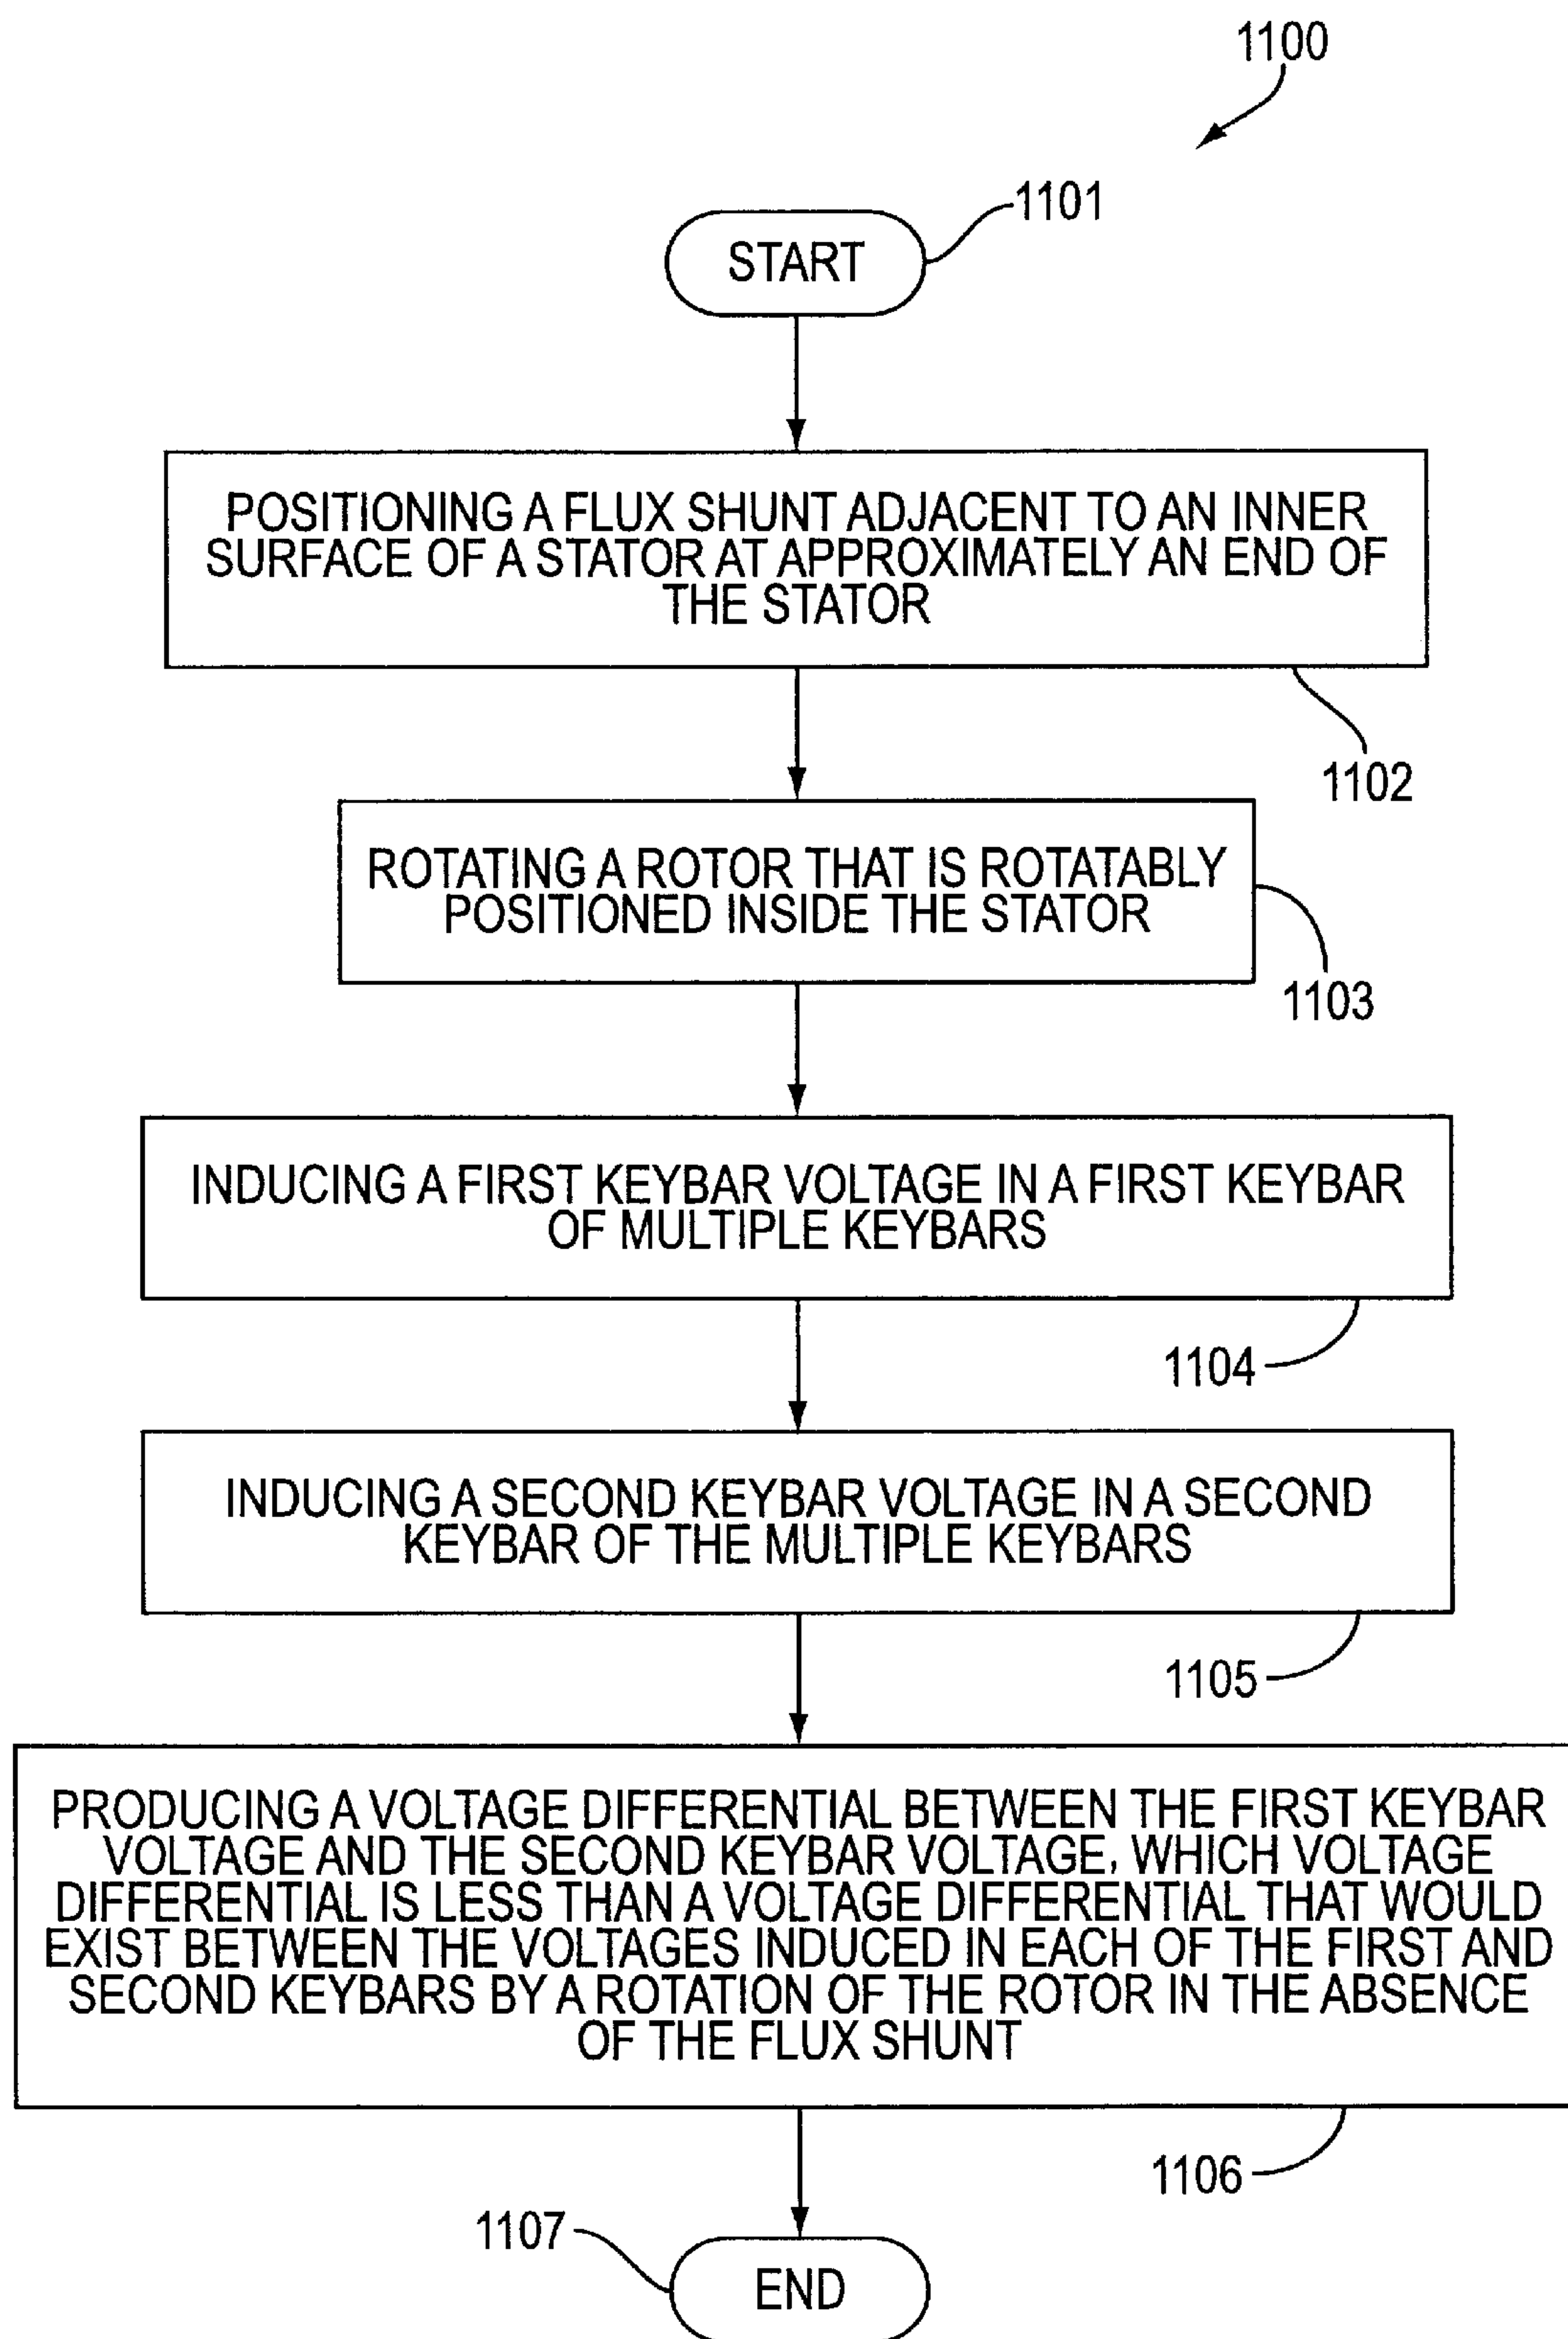 1100
1101
START
POSITIONING A FLUX SHUNT ADJACENT TO AN INNER
SURFACE OF A STATOR AT APPROXIMATELY AN END OF
THE STATOR
1102
ROTATING A ROTOR THAT IS ROTATABLY
POSITIONED INSIDE THE STATOR
1103
INDUCING A FIRST KEYBAR VOLTAGE IN A FIRST KEYBAR
OF MULTIPLE KEYBARS
1104
INDUCING A SECOND KEYBAR VOLTAGE IN A SECOND
KEYBAR OF THE MULTIPLE KEYBARS
1105
PRODUCING A VOLTAGE DIFFERENTIAL BETWEEN THE FIRST KEYBAR
VOLTAGE AND THE SECOND KEYBAR VOLTAGE, WHICH VOLTAGE
DIFFERENTIAL IS LESS THAN A VOLTAGE DIFFERENTIAL THAT WOULD
EXIST BETWEEN THE VOLTAGES INDUCED IN EACH OF THE FIRST AND
SECOND KEYBARS BY A ROTATION OF THE ROTOR IN THE ABSENCE
OF THE FLUX SHUNT
1106
1107
END